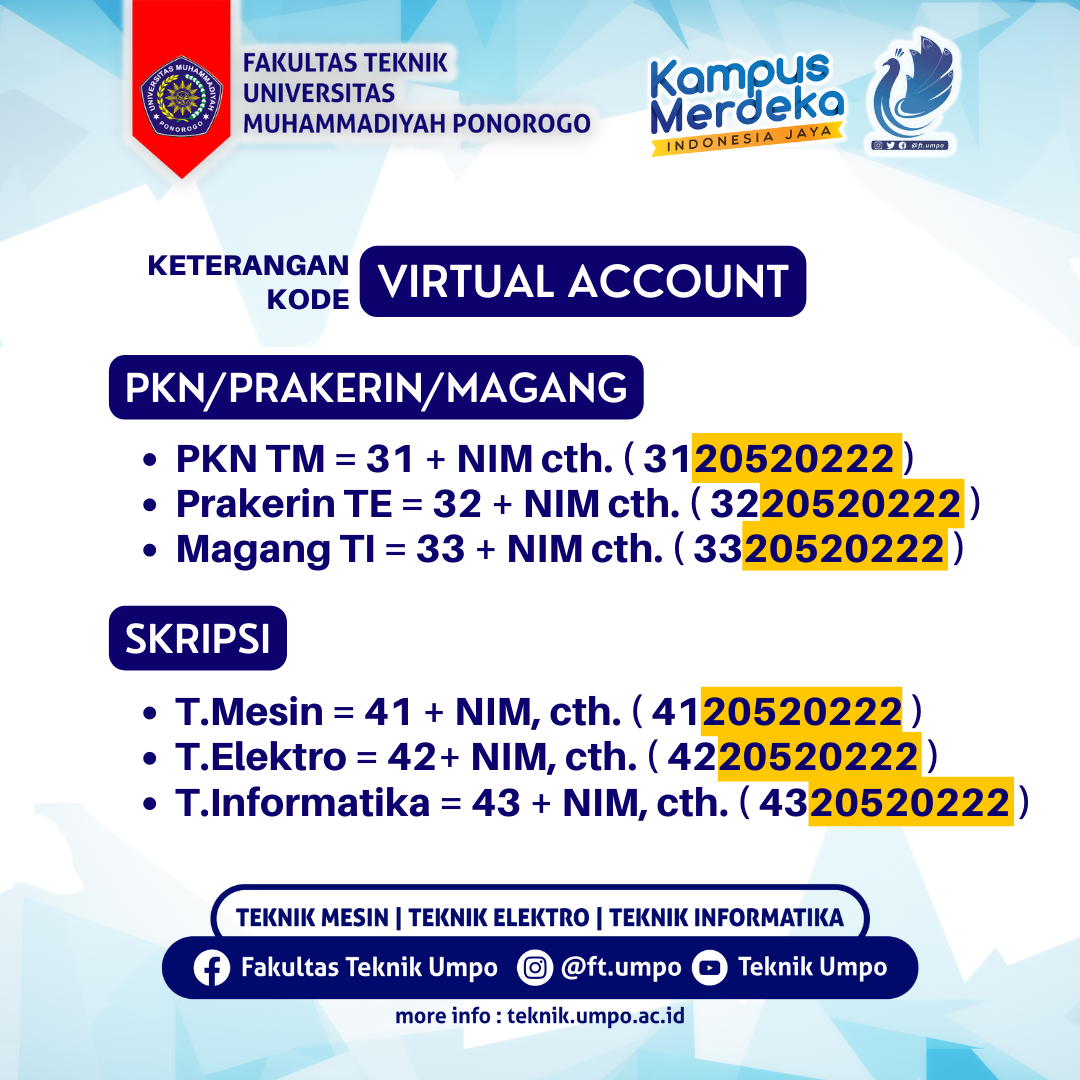 FAKULTAS TEKNIK
UNIVERSITAS
MUHAMMADIYAH PONOROGO
UNIVERSITAS MUHAMMADIYAH
PONOROGO
Kampus
Merdeka
INDONESIA JAYA
@ft.umpo
KETERANGAN
KODE
VIRTUAL ACCOUNT
PKN/PRAKERIN/MAGANG
• PKN TM = 31 + NIM cth. ( 3120520222 )
• Prakerin TE = 32 + NIM cth. ( 3220520222 )
• Magang TI = 33 + NIM cth. ( 3320520222 )
SKRIPSI
• T.Mesin = 41 + NIM, cth. ( 4120520222 )
• T.Elektro = 42+ NIM, cth. ( 4220520222 )
• T.Informatika = 43 + NIM, cth. ( 4320520222 )
TEKNIK MESIN | TEKNIK ELEKTRO | TEKNIK INFORMATIKA
Fakultas Teknik Umpo @ft.umpo Teknik Umpo
more info : teknik.umpo.ac.id